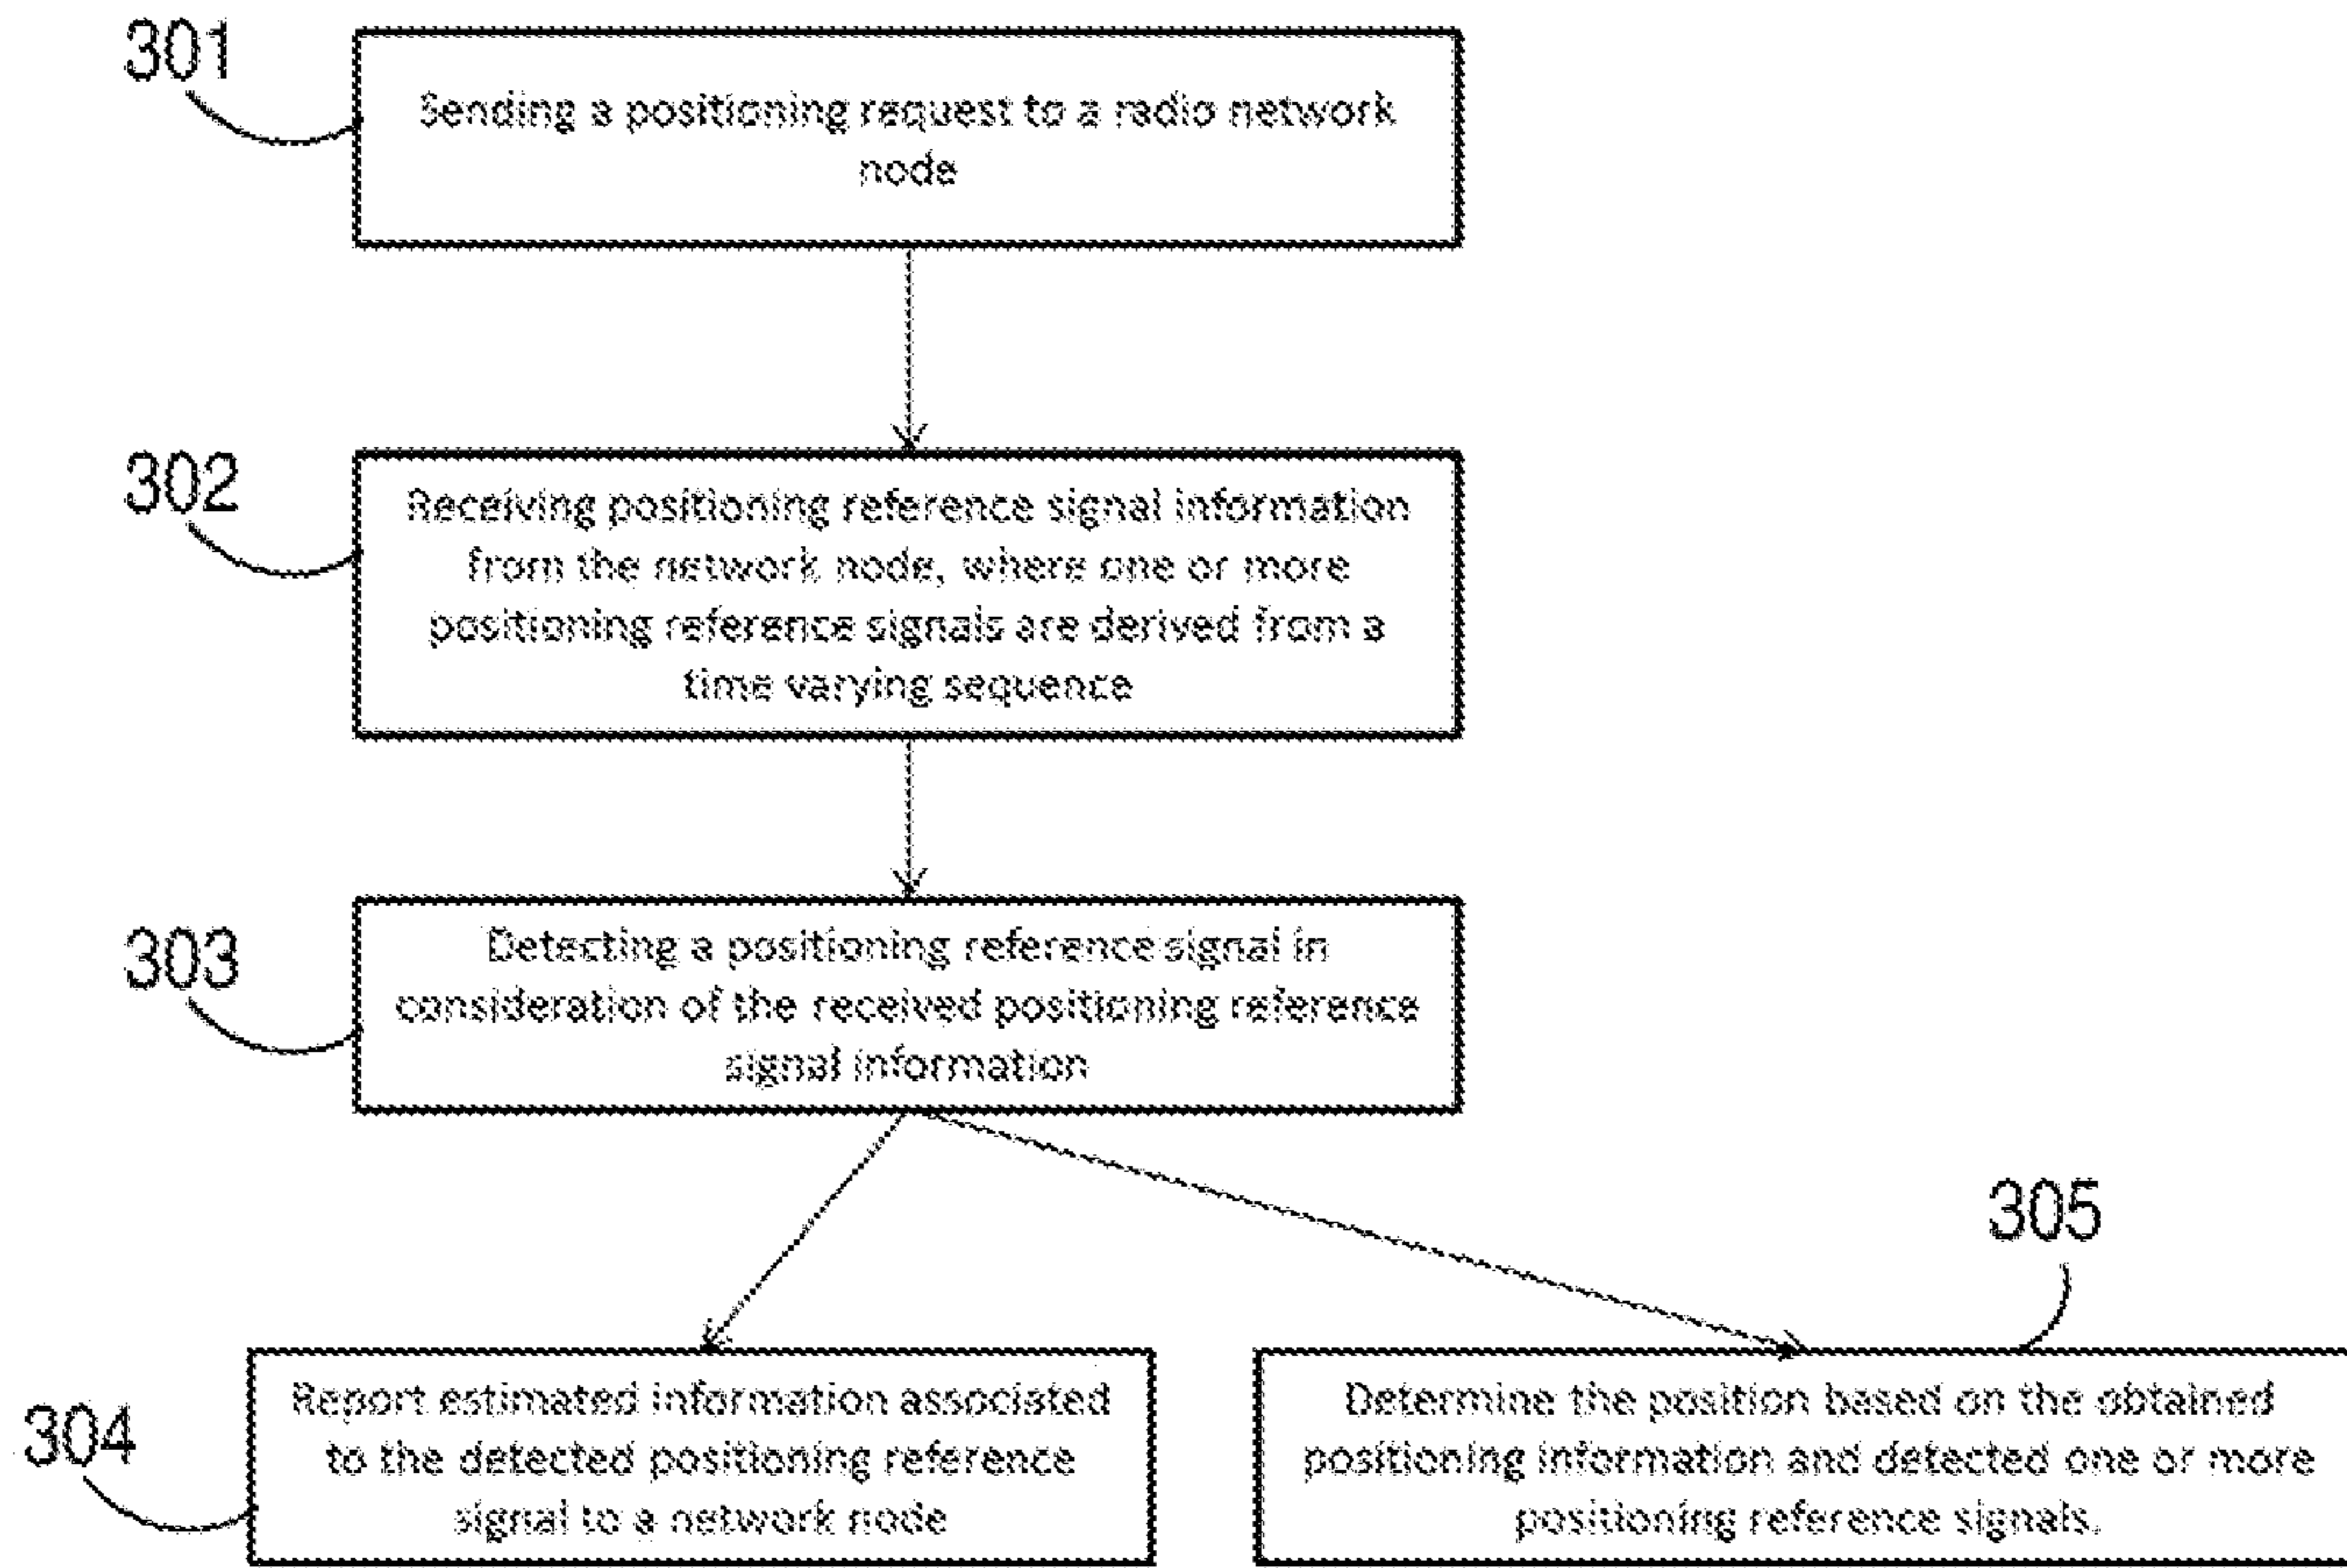 301
Sending a positioning request to a radio network
node
302
Receiving positioning reference signal information
from the network node, where one or more
positioning reference signals are derived from a
time varying sequence
303
Detecting a positioning reference signal in
consideration of the received positioning reference
signal information
304
Report estimated information associated
to the detected positioning reference
signal to a network node
305
Determine the position based on the obtained
positioning information and detected one or more
positioning reference signals.